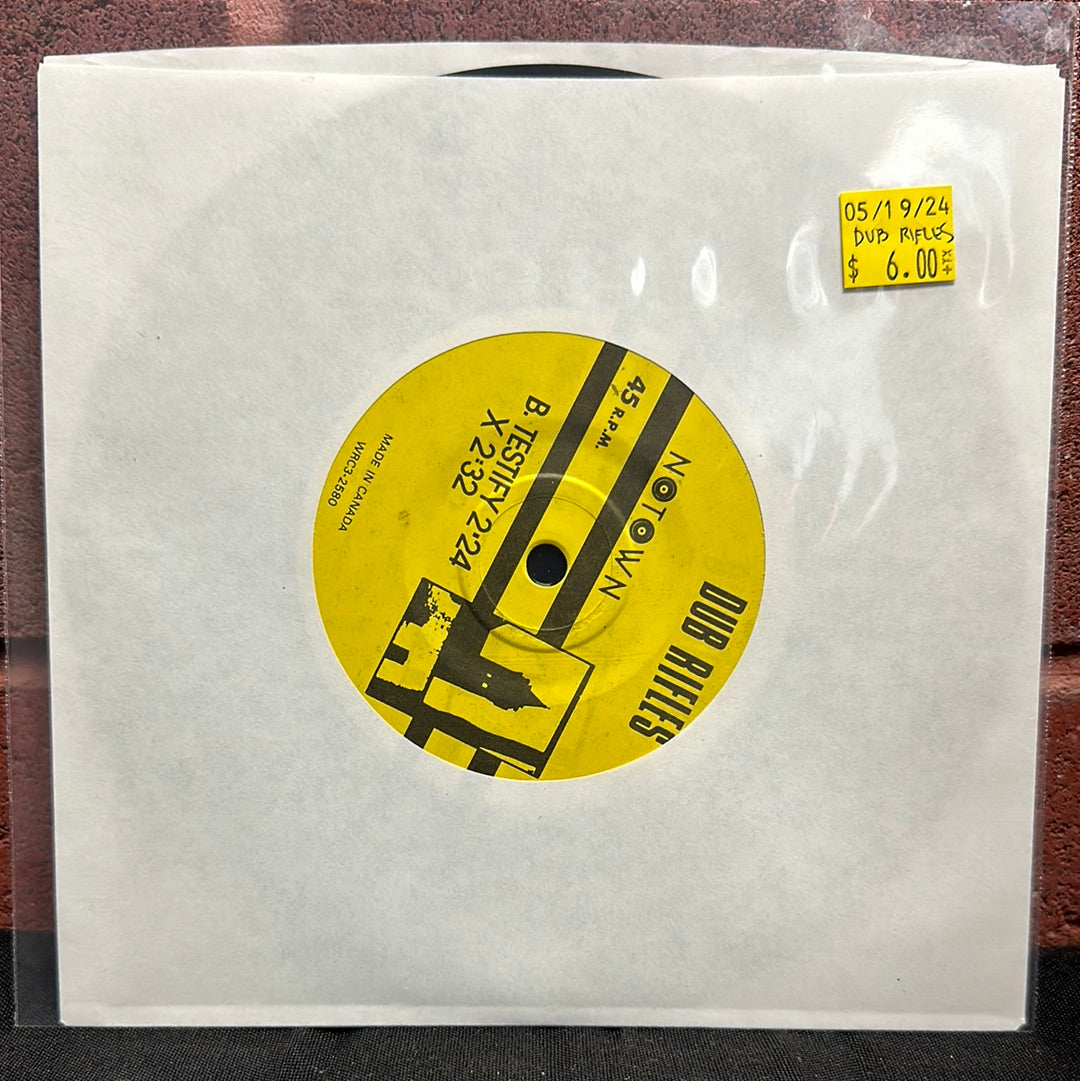 05/19/24
DUB RIFLES
$ 6.00
DUB RIFLES
NOTOWN
45 R.P.M.
B. TESTIFY 2:24
X 2:32
MADE IN CANADA
WRC3-2580